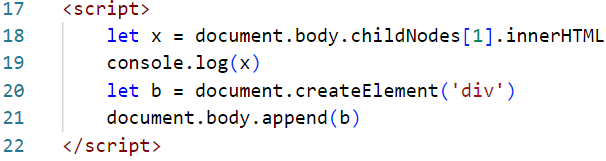 17 <script>
18 let x = document.body.childNodes[1].innerHTML
19 console.log(x)
20 let b = document.createElement('div')
21 document.body.append(b)
22 </script>